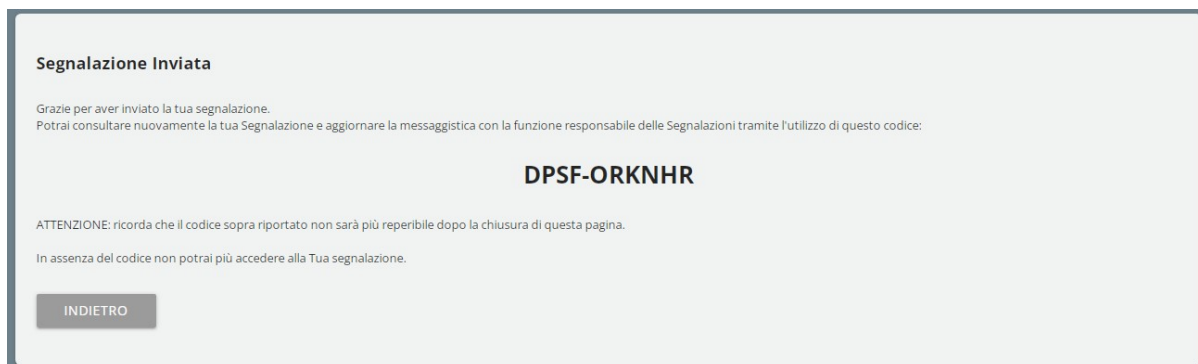 Segnalazione Inviata
Grazie per aver inviato la tua segnalazione.
Potrai consultare nuovamente la tua Segnalazione e aggiornare la messaggistica con la funzione responsabile delle Segnalazioni tramite l'utilizzo di questo codice:
DPSF-ORKNHR
ATTENZIONE: ricorda che il codice sopra riportato non sarà più reperibile dopo la chiusura di questa pagina.
In assenza del codice non potrai più accedere alla Tua segnalazione.
INDIETRO